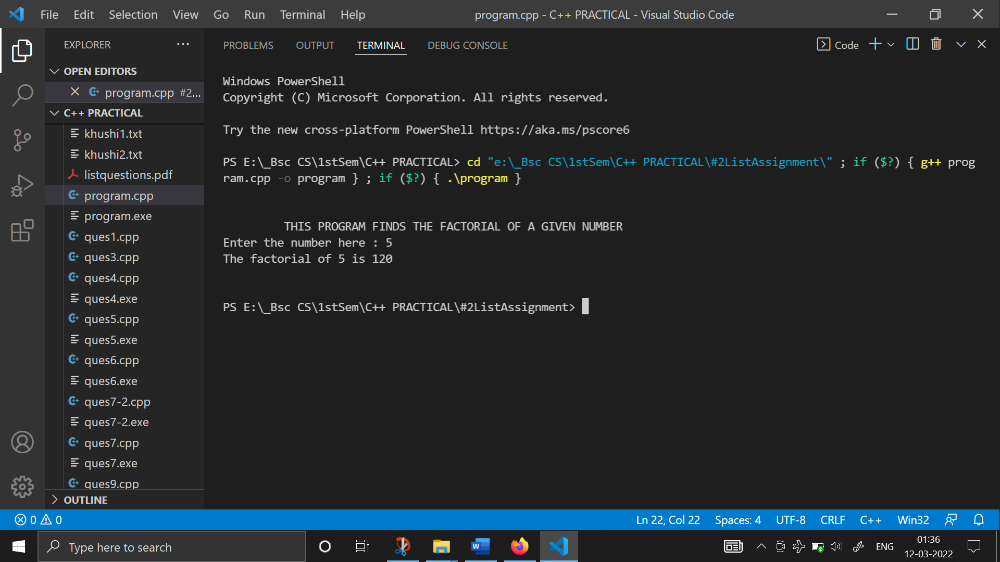 File Edit Selection View Go Run Terminal Help
program.cpp - C++ PRACTICAL - Visual Studio Code
EXPLORER
OPEN EDITORS
program.cpp #2...
C++ PRACTICAL
khushi1.txt
khushi2.txt
listquestions.pdf
program.cpp
program.exe
ques1.cpp
ques3.cpp
ques4.cpp
ques4.exe
ques5.cpp
ques5.exe
ques6.cpp
ques6.exe
ques7-2.cpp
ques7-2.exe
ques7.cpp
ques7.exe
ques9.cpp
OUTLINE
PROBLEMS OUTPUT TERMINAL DEBUG CONSOLE
Code
Windows PowerShell
Copyright (C) Microsoft Corporation. All rights reserved.
Try the new cross-platform PowerShell https://aka.ms/pscore6
PS E:\_Bsc CS\1stSem\C++ PRACTICAL> cd "e:\_Bsc CS\1stSem\C++ PRACTICAL\#2ListAssignment\" ; if ($?) { g++ prog
ram.cpp -o program } ; if ($?) { .\program }
THIS PROGRAM FINDS THE FACTORIAL OF A GIVEN NUMBER
Enter the number here : 5
The factorial of 5 is 120
PS E:\_Bsc CS\1stSem\C++ PRACTICAL\#2ListAssignment>
0 0
Ln 22, Col 22 Spaces: 4 UTF-8 CRLF C++ Win32
Type here to search
W
ENG
01:36
12-03-2022